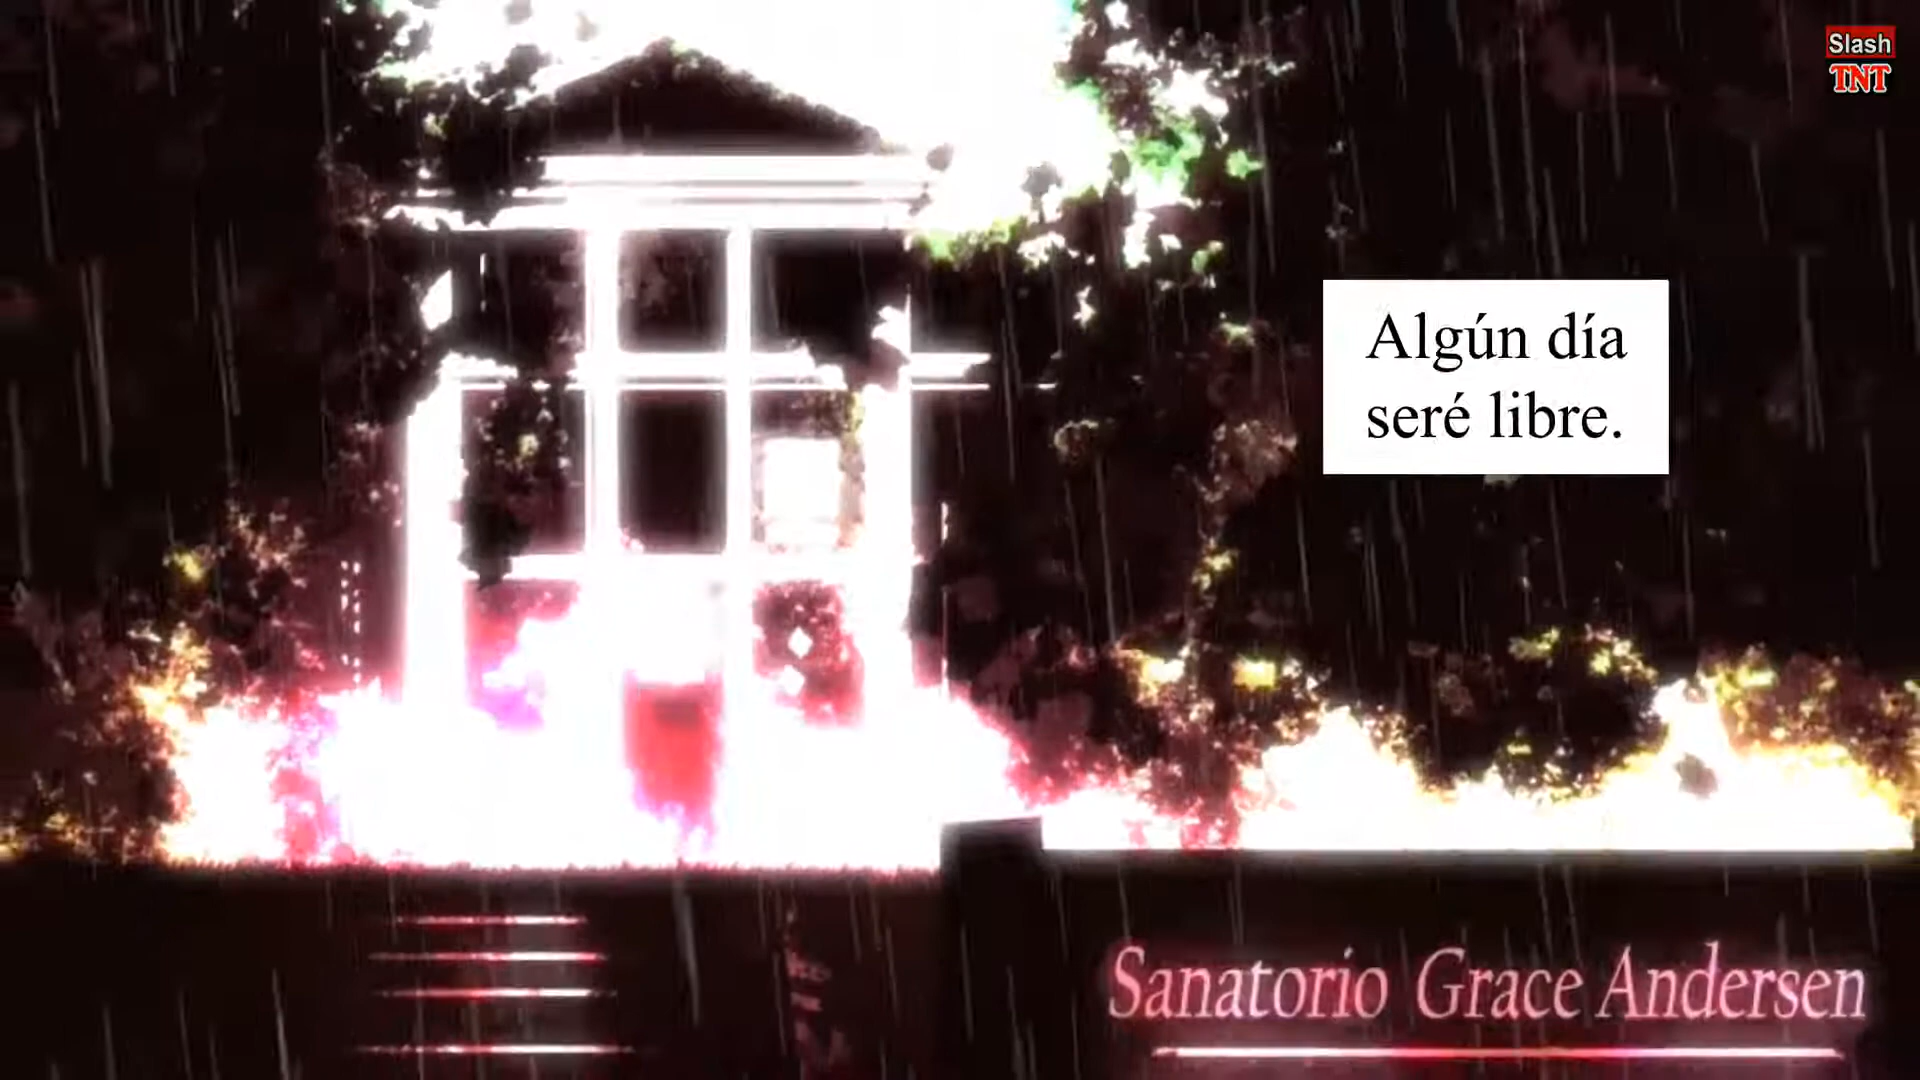 Slash
TNT
Algún día
seré libre.
Sanatorio Grace Andersen